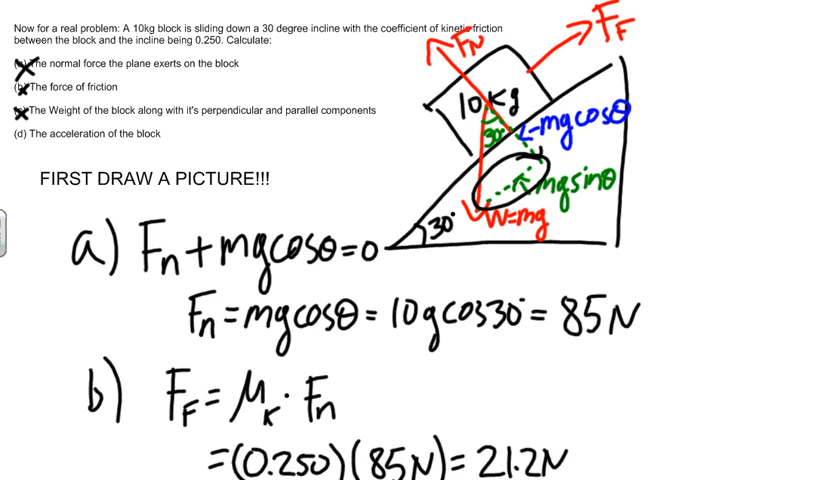 Now for a real problem: A 10kg block is sliding down a 30 degree incline with the coefficient of kinetic friction
between the block and the incline being 0.250. Calculate:
(a) The normal force the plane exerts on the block
(b) The force of friction
(c) The Weight of the block along with it's perpendicular and parallel components
(d) The acceleration of the block
FIRST DRAW A PICTURE!!!
FN
FF
10Kg
30°
mgcosθ
mgsinθ
W=mg
30°
a) Fn+mgcosθ=0
Fn=mgcosθ=10gcos30°=85N
b) FF=μK·Fn
=(0.250)(85N)=21.2N